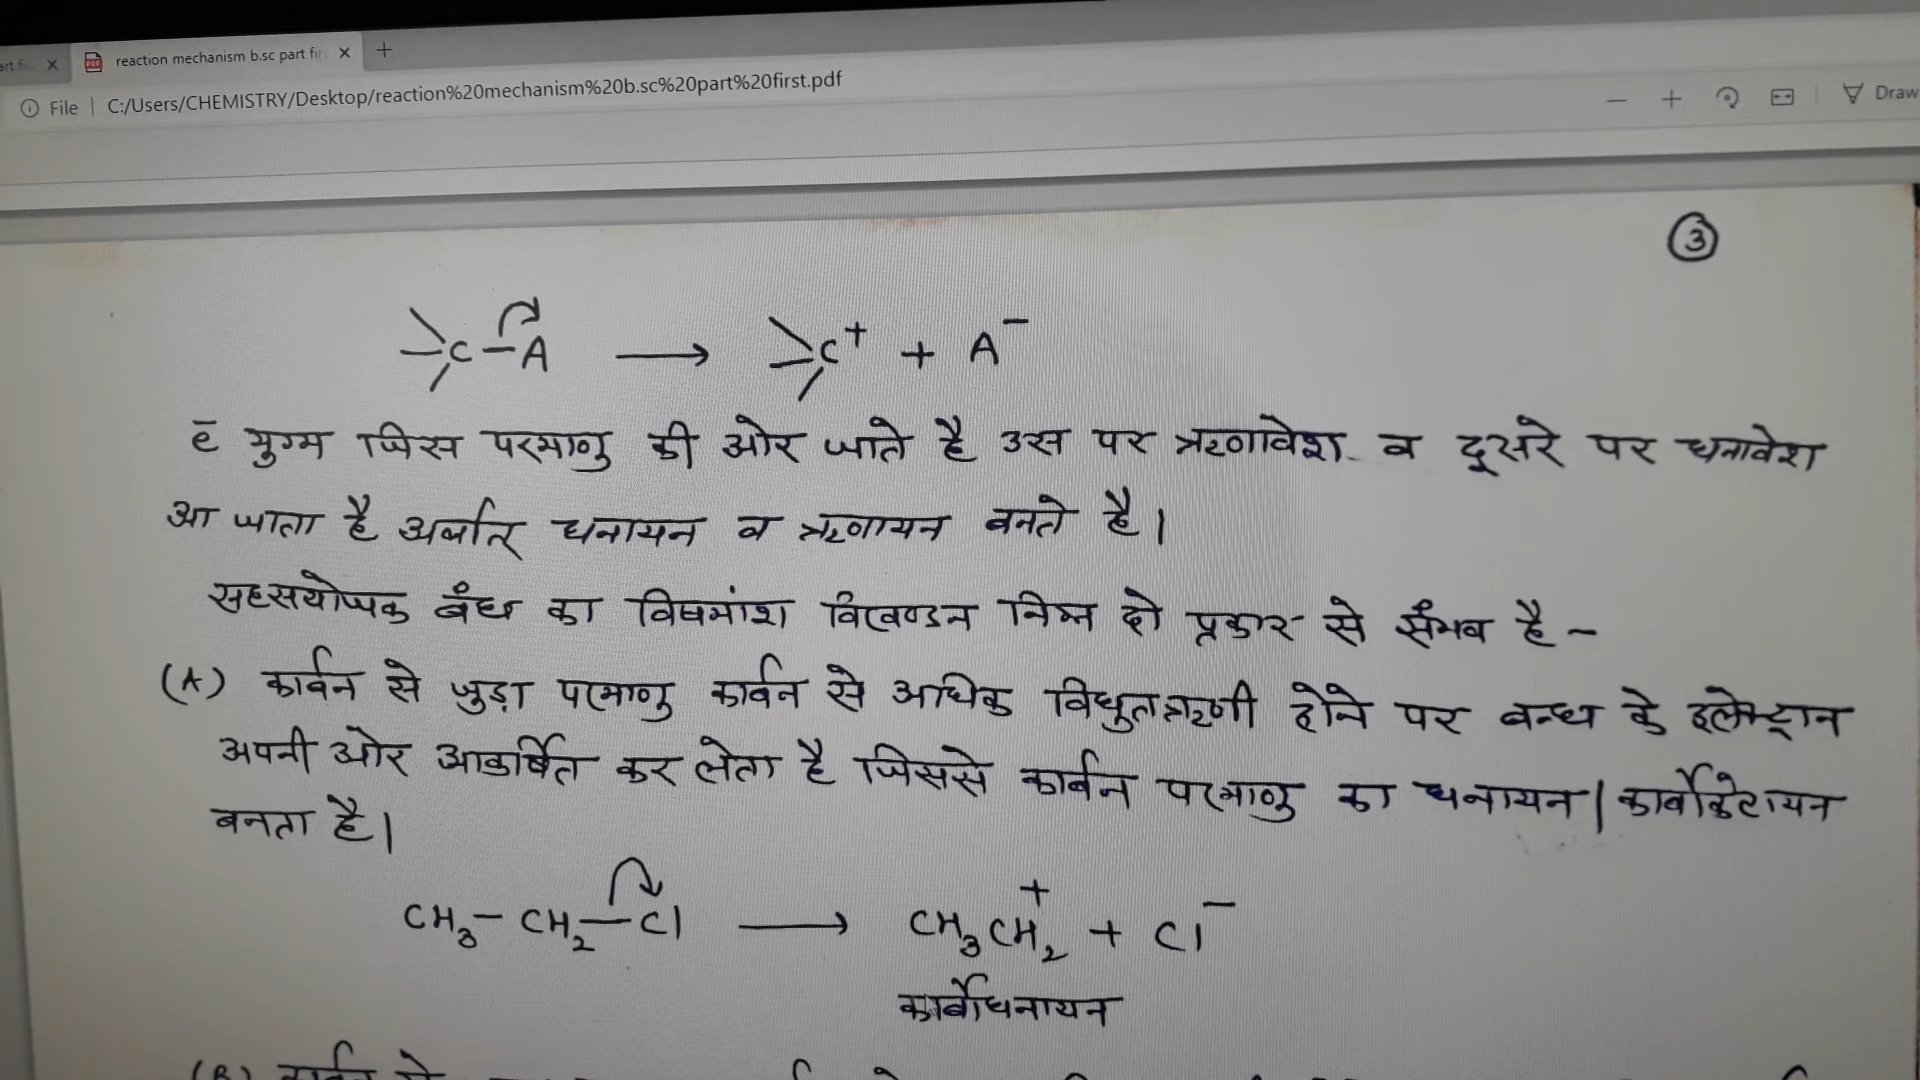 reaction mechanism b.sc part fir
File | C:/Users/CHEMISTRY/Desktop/reaction%20mechanism%20b.sc%20part%20first.pdf
Draw
3
C-A → C⁺ + A⁻
ē युग्म जिस परमाणु की ओर जाते है उस पर ऋणावेश व दूसरे पर धनावेश
आ जाता है अर्थात् धनायन व ऋणायन बनते है।
सहसयोजक बंध का विषमांश विखण्डन निम्न दो प्रकार से संभव है -
(A) कार्बन से जुड़ा परमाणु कार्बन से अधिक विधुतऋणी होने पर बन्ध के इलेक्ट्रान
अपनी ओर आकर्षित कर लेता है जिससे कार्बन परमाणु का धनायन / कार्बोकेटायन
बनता है।
CH₃-CH₂-Cl → CH₃CH₂⁺ + Cl⁻
कार्बोधनायन
(B) कार्बन से